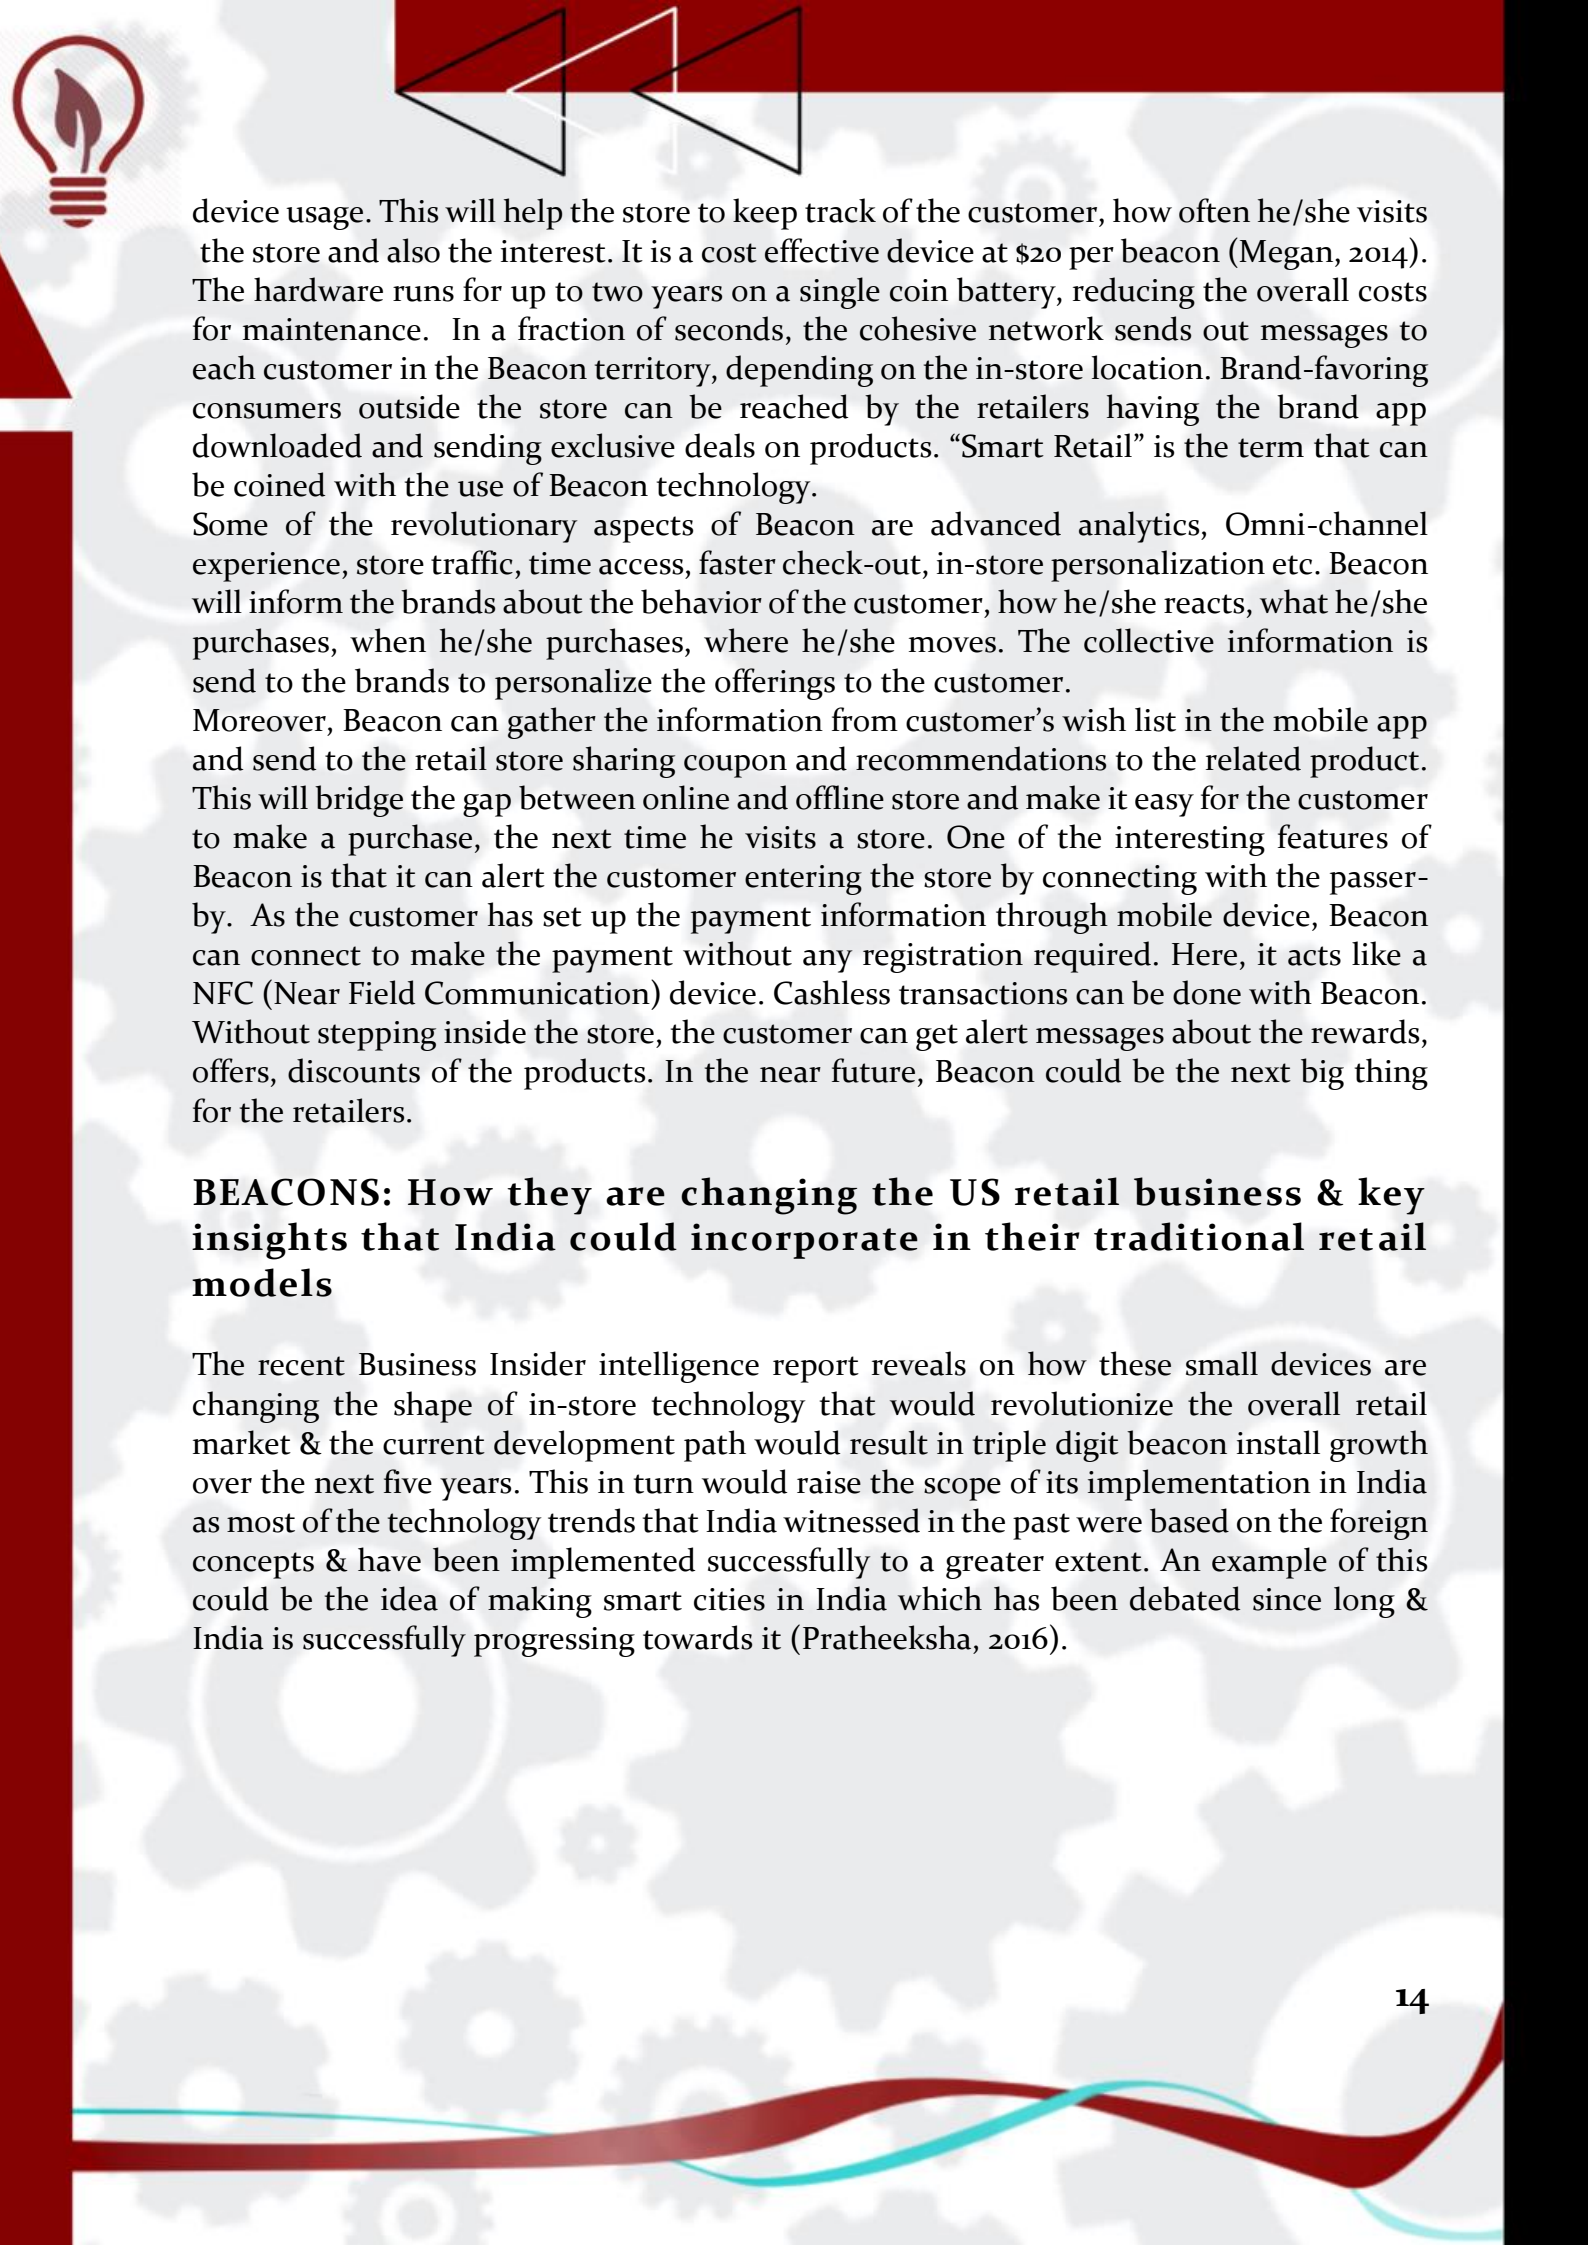 device usage. This will help the store to keep track of the customer, how often he/she visits
the store and also the interest. It is a cost effective device at $20 per beacon (Megan, 2014).
The hardware runs for up to two years on a single coin battery, reducing the overall costs
for maintenance.  In a fraction of seconds, the cohesive network sends out messages to
each customer in the Beacon territory, depending on the in-store location. Brand-favoring
consumers outside the store can be reached by the retailers having the brand app
downloaded and sending exclusive deals on products. “Smart Retail” is the term that can
be coined with the use of Beacon technology.
Some of the revolutionary aspects of Beacon are advanced analytics, Omni-channel
experience, store traffic, time access, faster check-out, in-store personalization etc. Beacon
will inform the brands about the behavior of the customer, how he/she reacts, what he/she
purchases, when he/she purchases, where he/she moves. The collective information is
send to the brands to personalize the offerings to the customer.
Moreover, Beacon can gather the information from customer’s wish list in the mobile app
and send to the retail store sharing coupon and recommendations to the related product.
This will bridge the gap between online and offline store and make it easy for the customer
to make a purchase, the next time he visits a store. One of the interesting features of
Beacon is that it can alert the customer entering the store by connecting with the passer-
by.  As the customer has set up the payment information through mobile device, Beacon
can connect to make the payment without any registration required. Here, it acts like a
NFC (Near Field Communication) device. Cashless transactions can be done with Beacon.
Without stepping inside the store, the customer can get alert messages about the rewards,
offers, discounts of the products. In the near future, Beacon could be the next big thing
for the retailers.
BEACONS: How they are changing the US retail business & key
insights that India could incorporate in their traditional retail
models
The recent Business Insider intelligence report reveals on how these small devices are
changing the shape of in-store technology that would revolutionize the overall retail
market & the current development path would result in triple digit beacon install growth
over the next five years. This in turn would raise the scope of its implementation in India
as most of the technology trends that India witnessed in the past were based on the foreign
concepts & have been implemented successfully to a greater extent. An example of this
could be the idea of making smart cities in India which has been debated since long &
India is successfully progressing towards it (Pratheeksha, 2016).
14